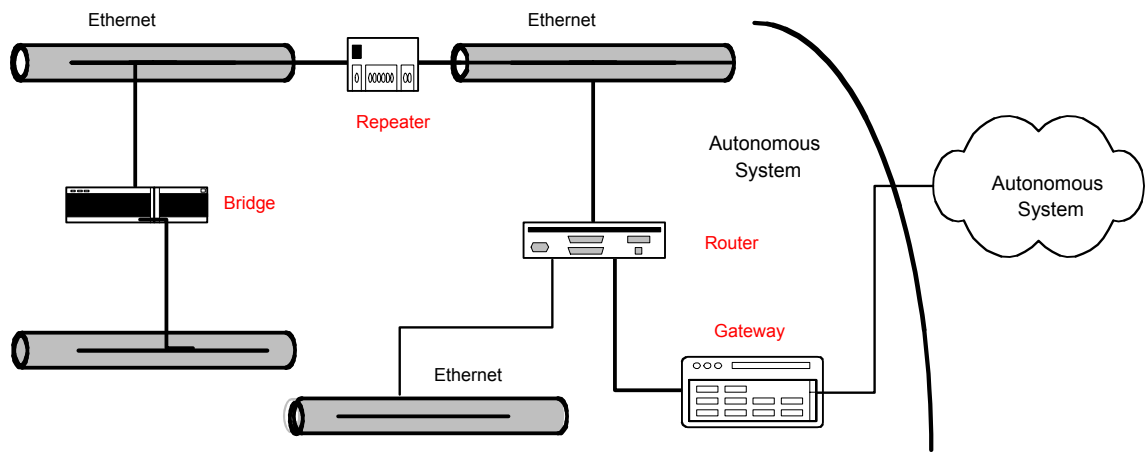 Ethernet
Ethernet
Repeater
Autonomous
System
Autonomous
System
Bridge
Router
Gateway
Ethernet